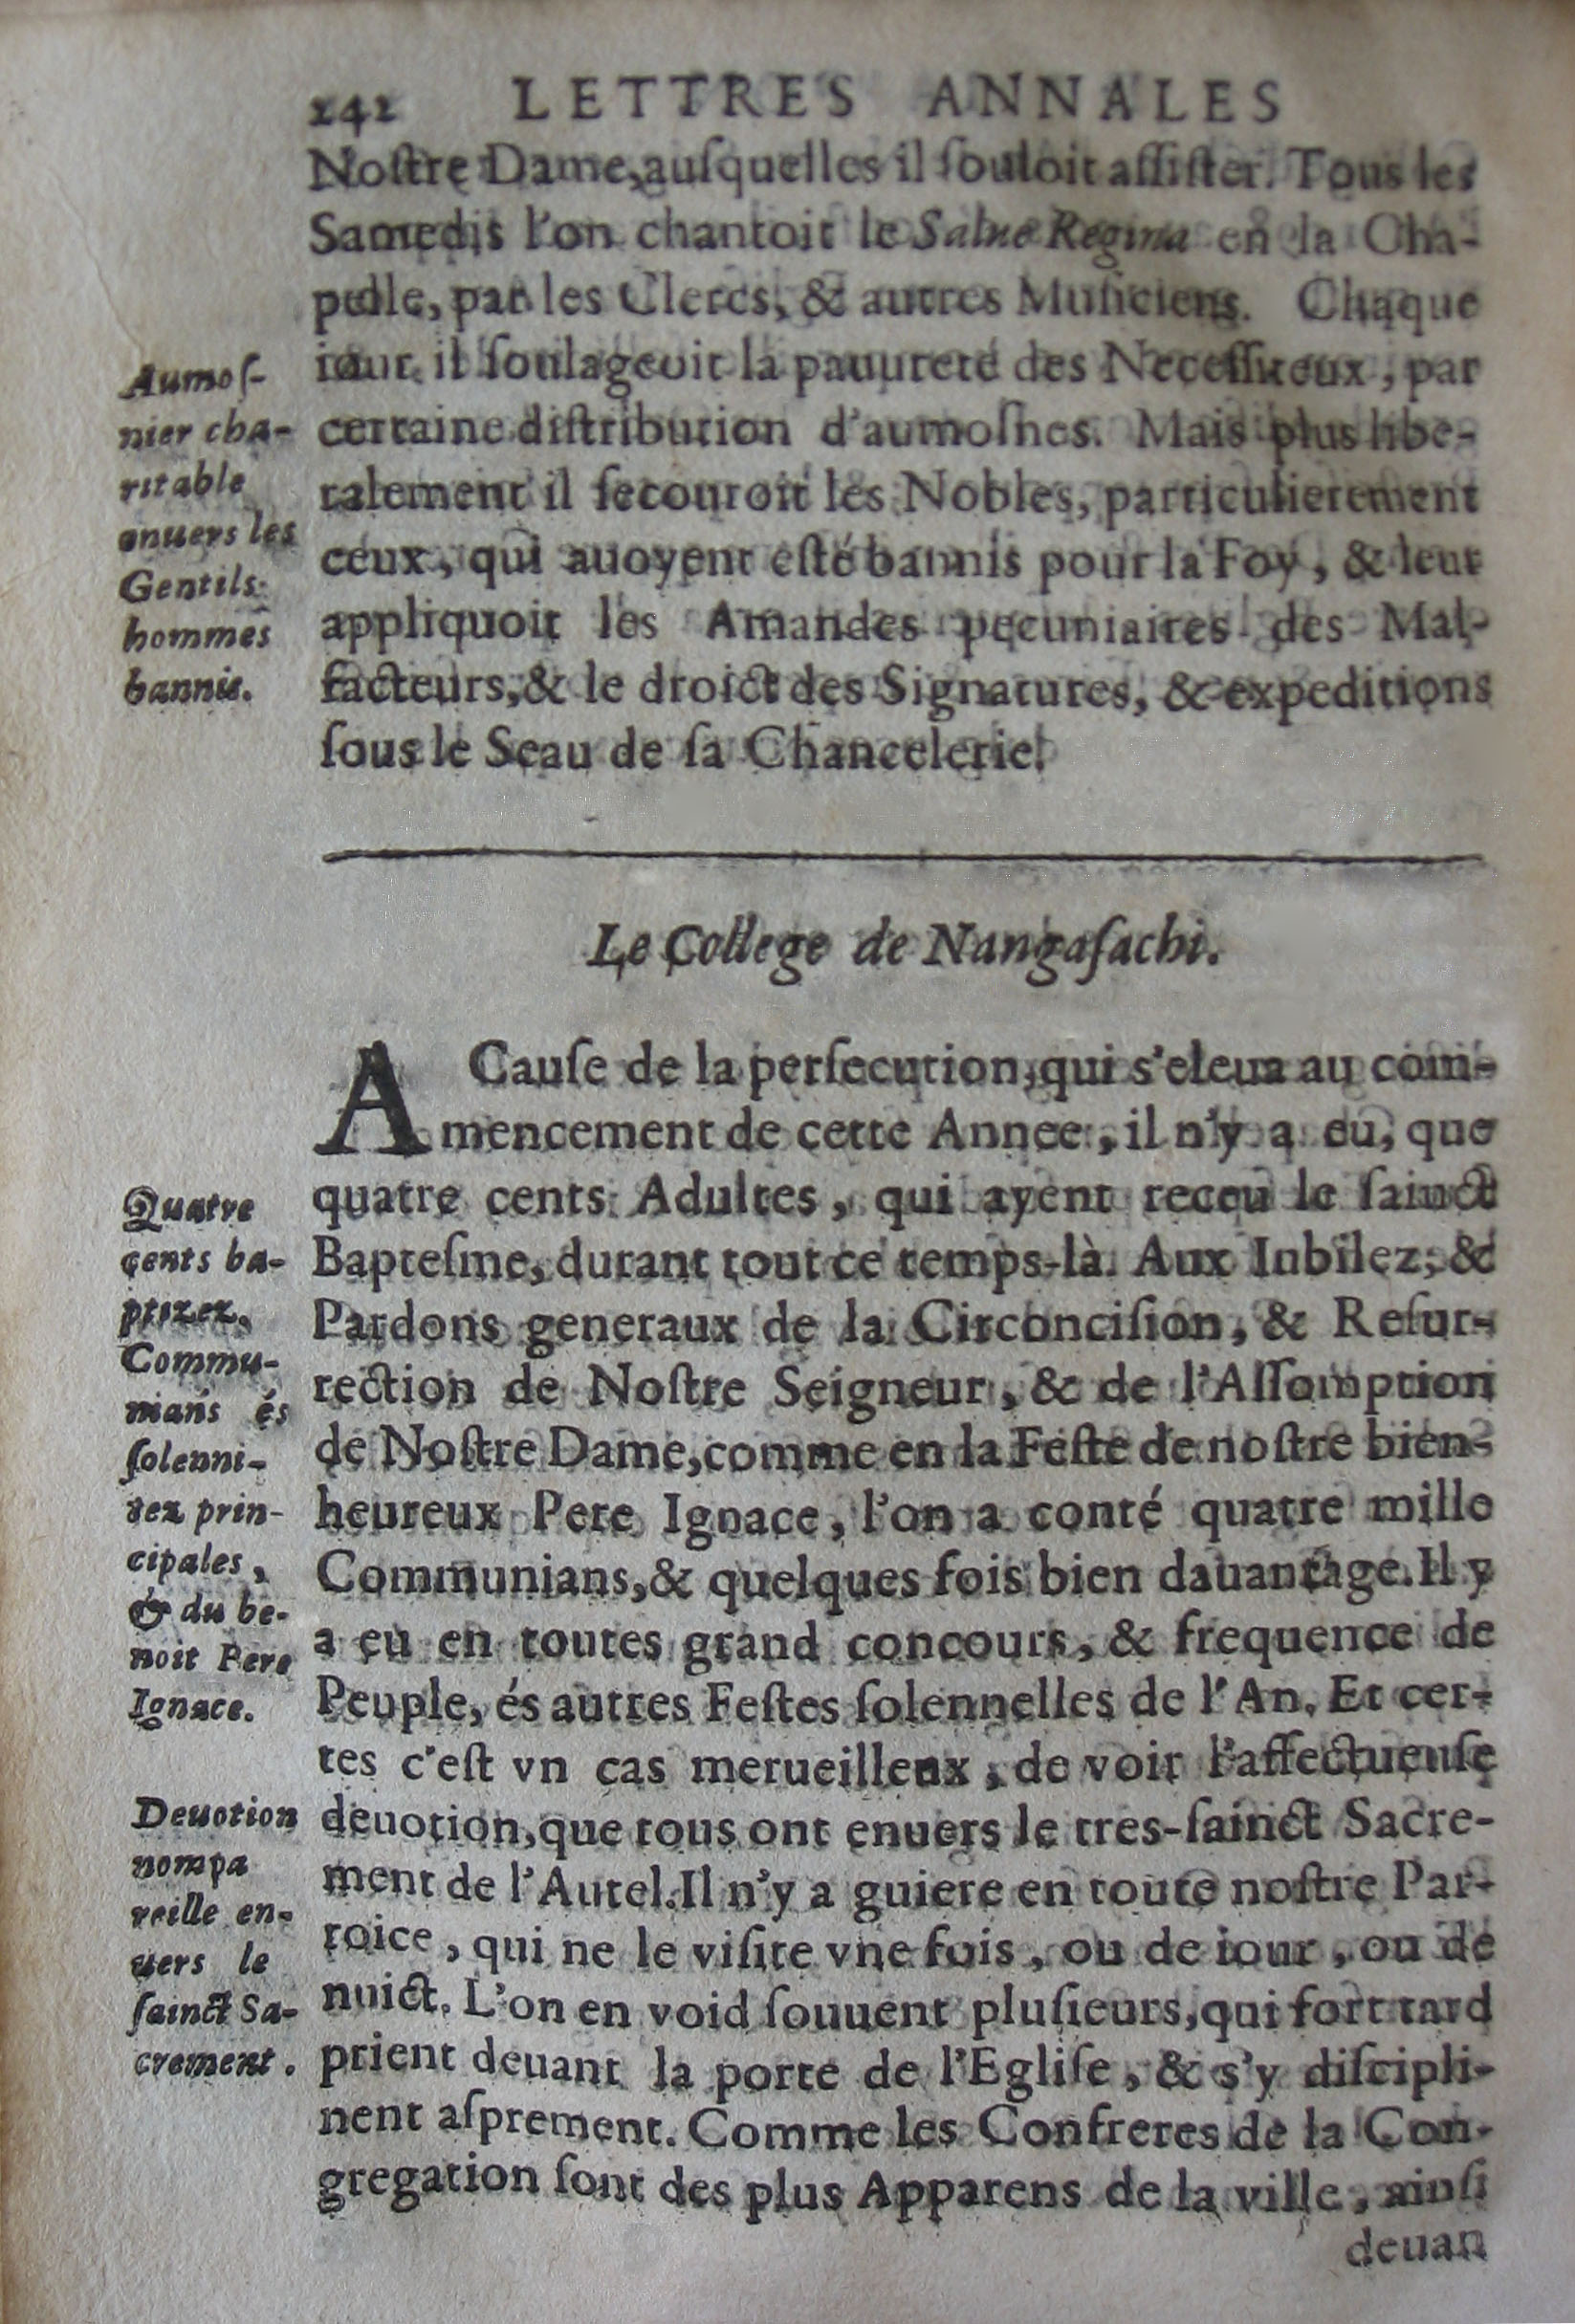 242 LETTRES ANNALES
Noſtre Dame, auſquelles il ſouloit aſſiſter. Tous les
Samedis l'on chantoit le Salue Regina en la Cha-
pelle, par les Clercs, & autres Muſiciens. Chaque
iour il ſoulageoit la pauureté des Neceſſiteux, par
certaine diſtribution d'aumoſnes. Mais plus libe-
ralement il ſecouroit les Nobles, particulierement
ceux, qui auoyent eſté bannis pour la Foy, & leur
appliquoit les Amandes pecuniaires des Mal-
facteurs, & le droict des Signatures, & expeditions
ſous le Seau de ſa Chancelerie.
Aumoſ-
nier cha-
ritable
enuers les
Gentils-
hommes
bannis.
Le College de Nangaſachi.
A Cauſe de la perſecution, qui s'eleua au com-
mencement de cette Annee, il n'y a eu, que
quatre cents Adultes, qui ayent receu le ſainct
Bapteſme, durant tout ce temps-là. Aux Iubilez, &
Pardons generaux de la Circonciſion, & Reſur-
rection de Noſtre Seigneur, & de l'Aſſomption
de Noſtre Dame, comme en la Feſte de noſtre bien-
heureux Pere Ignace, l'on a conté quatre mille
Communians, & quelques fois bien dauantage. Il y
a eu en toutes grand concours, & frequence de
Peuple, és autres Feſtes ſolennelles de l'An. Et cer-
tes c'eſt vn cas merueilleux, de voir l'affectueuſe
deuotion, que tous ont enuers le tres-ſainct Sacre-
ment de l'Autel. Il n'y a guiere en toute noſtre Par-
roice, qui ne le viſite vne fois, ou de iour, ou de
nuict. L'on en void ſouuent pluſieurs, qui fort tard
prient deuant la porte de l'Egliſe, & s'y diſcipli-
nent aſprement. Comme les Confreres de la Con-
gregation ſont des plus Apparens de la ville, ainſi
deuan
Quatre
cents ba-
ptizez.
Commu-
nians és
ſolenni-
tez prin-
cipales,
& du be-
noit Pere
Ignace.
Deuotion
nompa
reille en-
uers le
ſainct Sa-
crement.